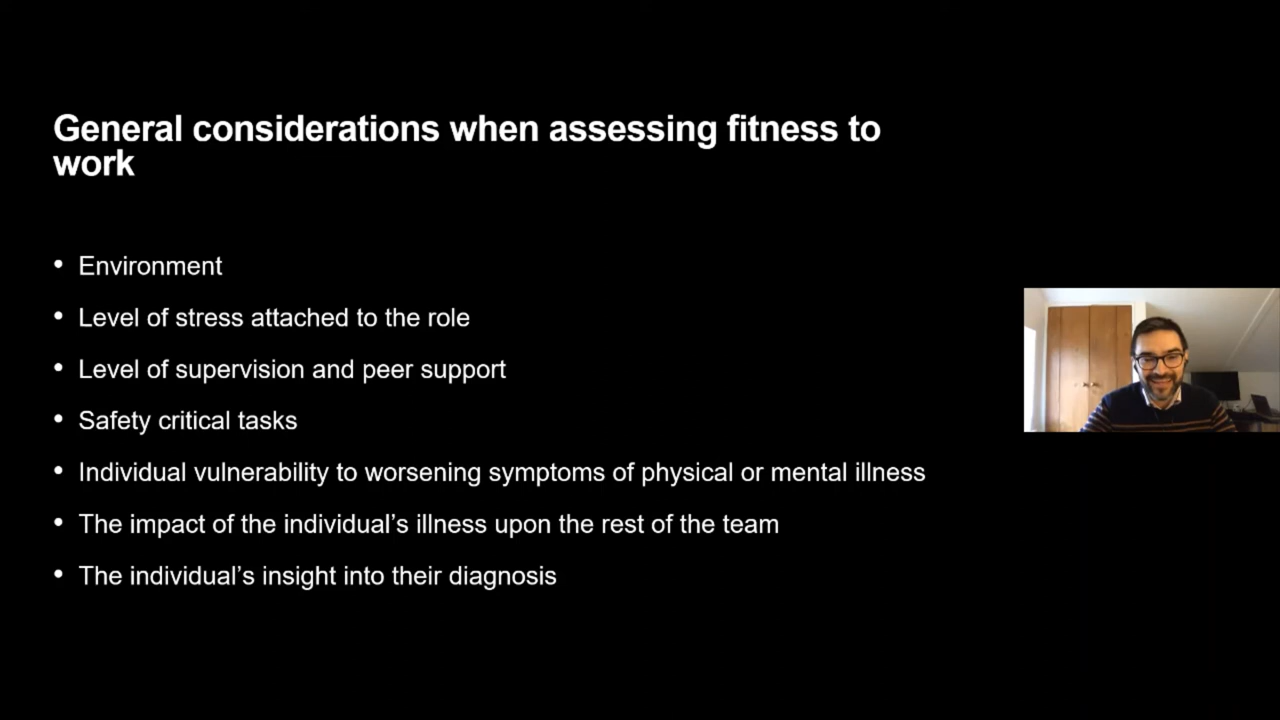 General considerations when assessing fitness to
work
• Environment
• Level of stress attached to the role
• Level of supervision and peer support
• Safety critical tasks
• Individual vulnerability to worsening symptoms of physical or mental illness
• The impact of the individual’s illness upon the rest of the team
• The individual’s insight into their diagnosis